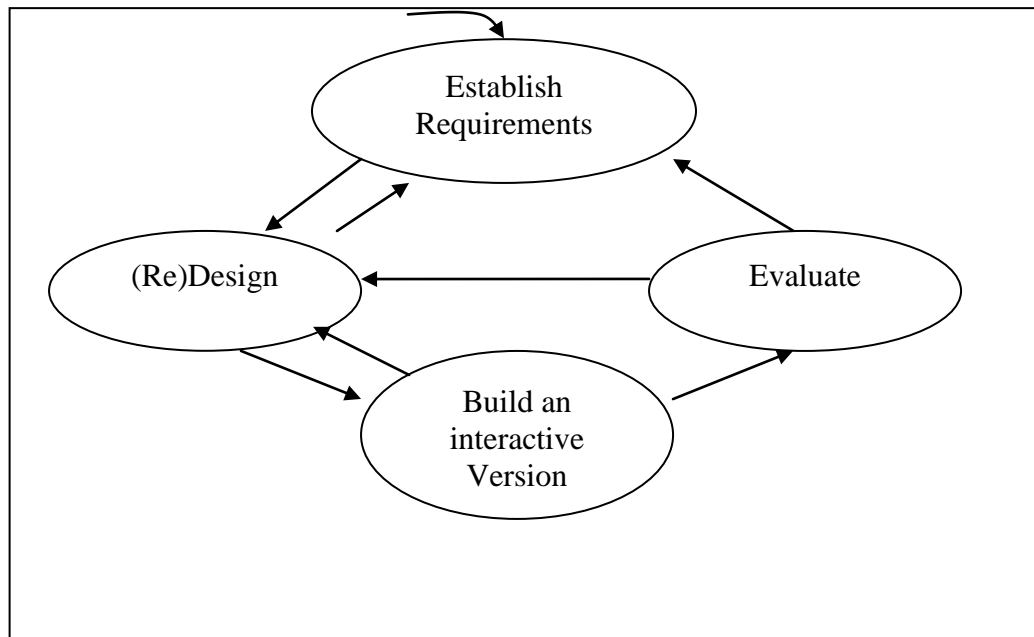 Establish
Requirements
(Re)Design
Evaluate
Build an
interactive
Version